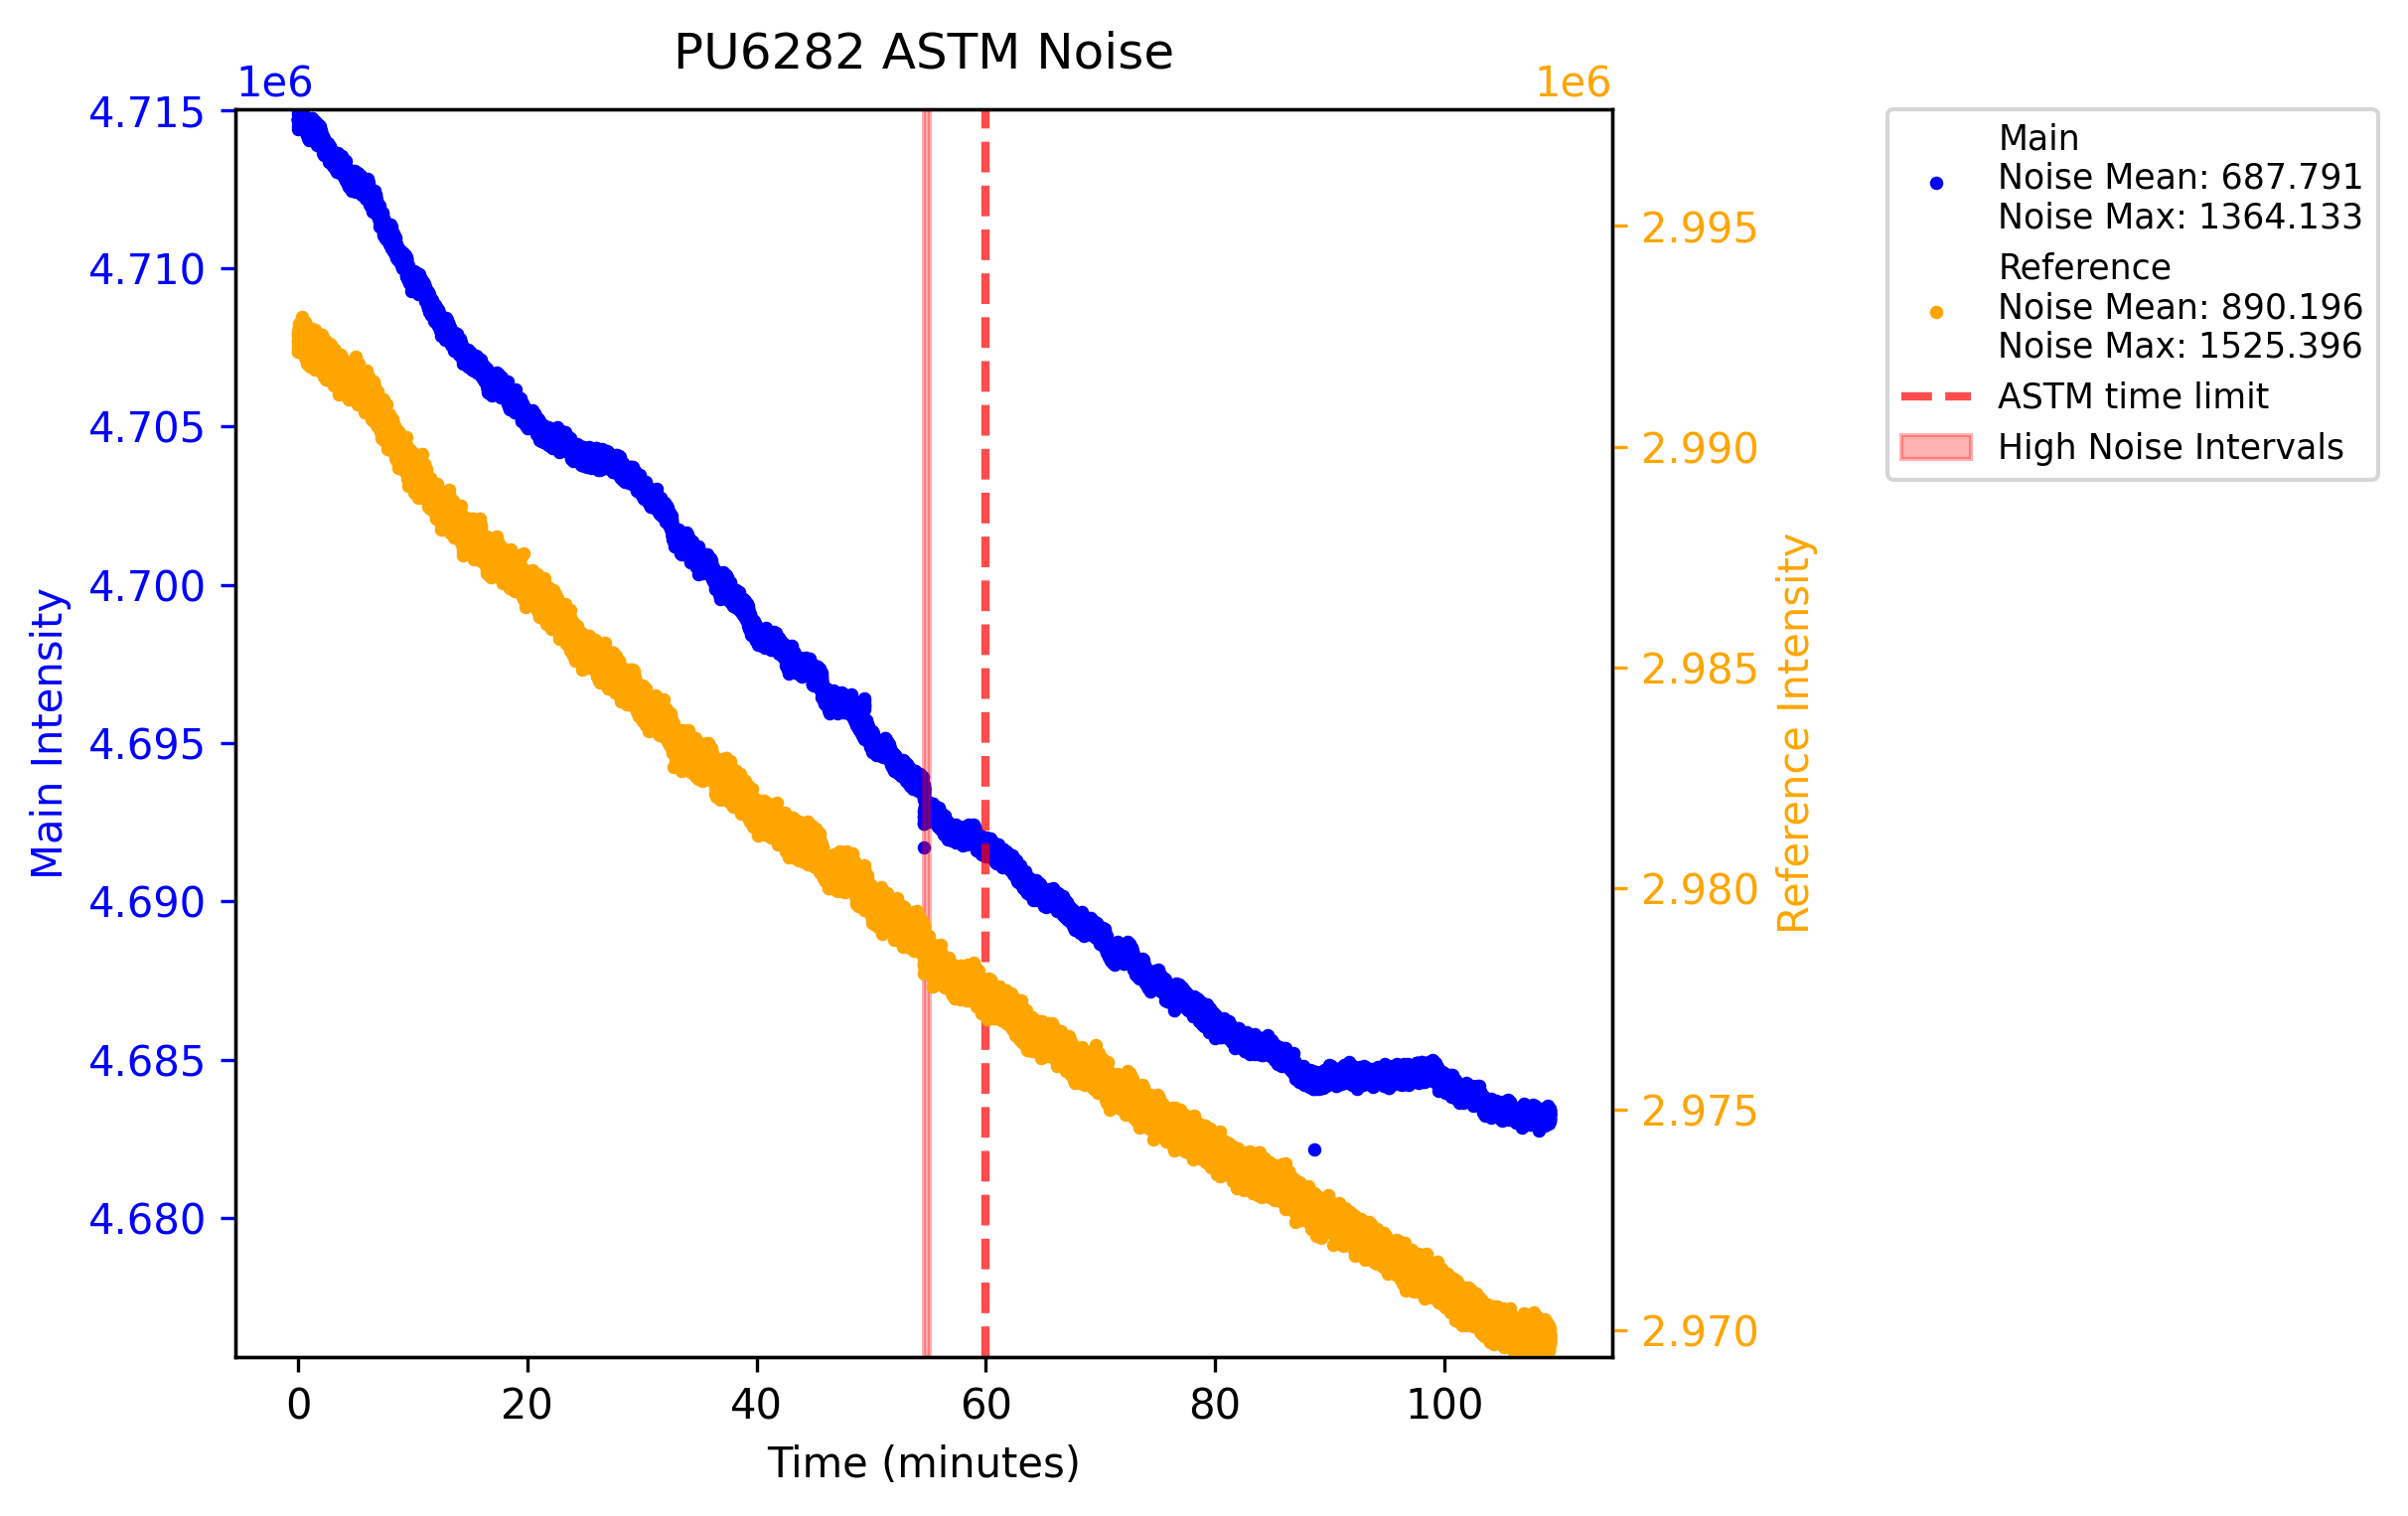 PU6282 ASTM Noise
1e6
1e6
4.715
4.710
4.705
4.700
4.695
4.690
4.685
4.680
Main Intensity
2.995
2.990
2.985
2.980
2.975
2.970
Reference Intensity
0 20 40 60 80 100
Time (minutes)
Main
Noise Mean: 687.791
Noise Max: 1364.133
Reference
Noise Mean: 890.196
Noise Max: 1525.396
ASTM time limit
High Noise Intervals